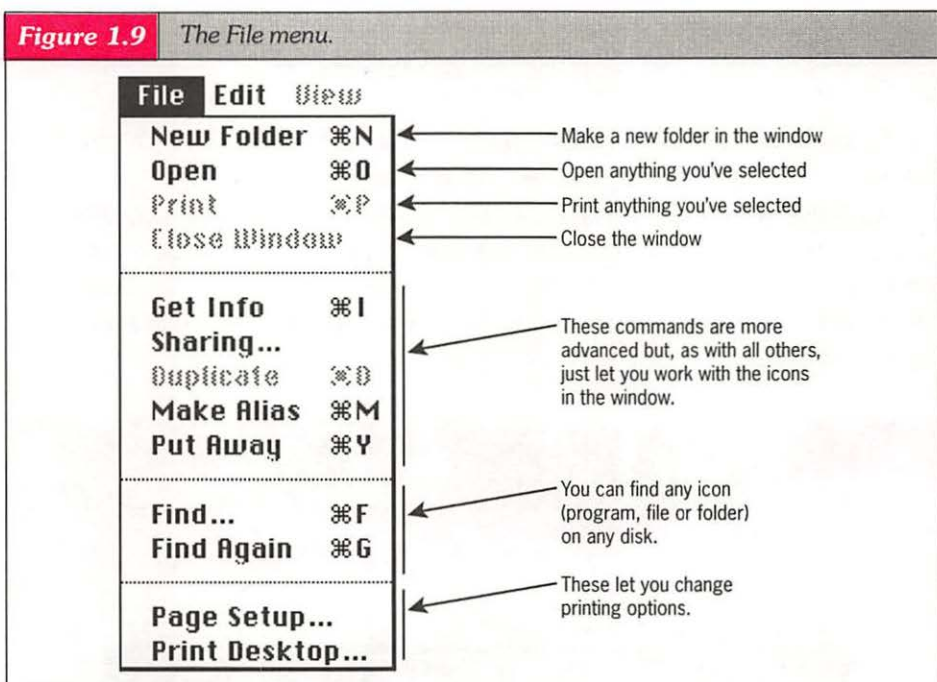 Figure 1.9 The File menu.
File Edit View
New Folder ⌘N
Make a new folder in the window
Open ⌘O
Open anything you've selected
Print ⌘P
Print anything you've selected
Close Window
Close the window
Get Info ⌘I
Sharing...
Duplicate ⌘D
Make Alias ⌘M
Put Away ⌘Y
These commands are more
advanced but, as with all others,
just let you work with the icons
in the window.
Find... ⌘F
Find Again ⌘G
You can find any icon
(program, file or folder)
on any disk.
Page Setup...
Print Desktop...
These let you change
printing options.